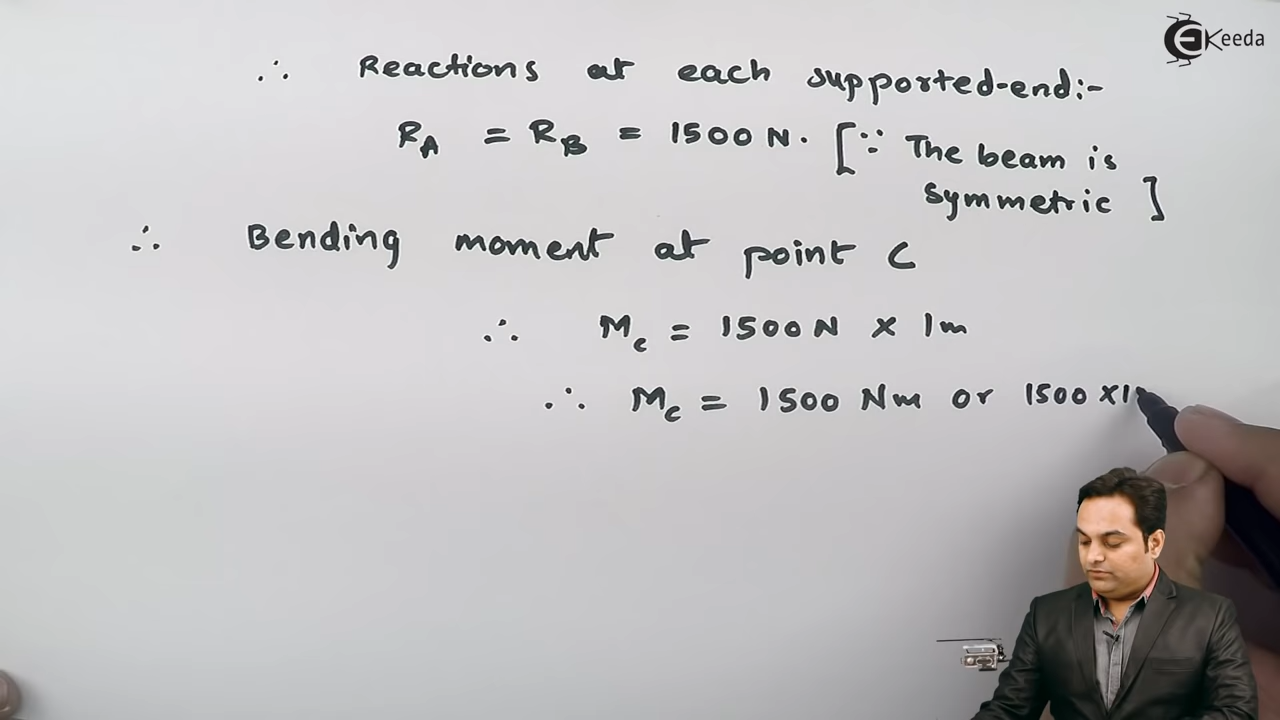 EKeeda
∴ Reactions at each supported-end:-
R_A = R_B = 1500 N. [∵ The beam is
symmetric ]
∴ Bending moment at point C
∴ M_c = 1500 N × 1m
∴ M_c = 1500 Nm or 1500 × 1